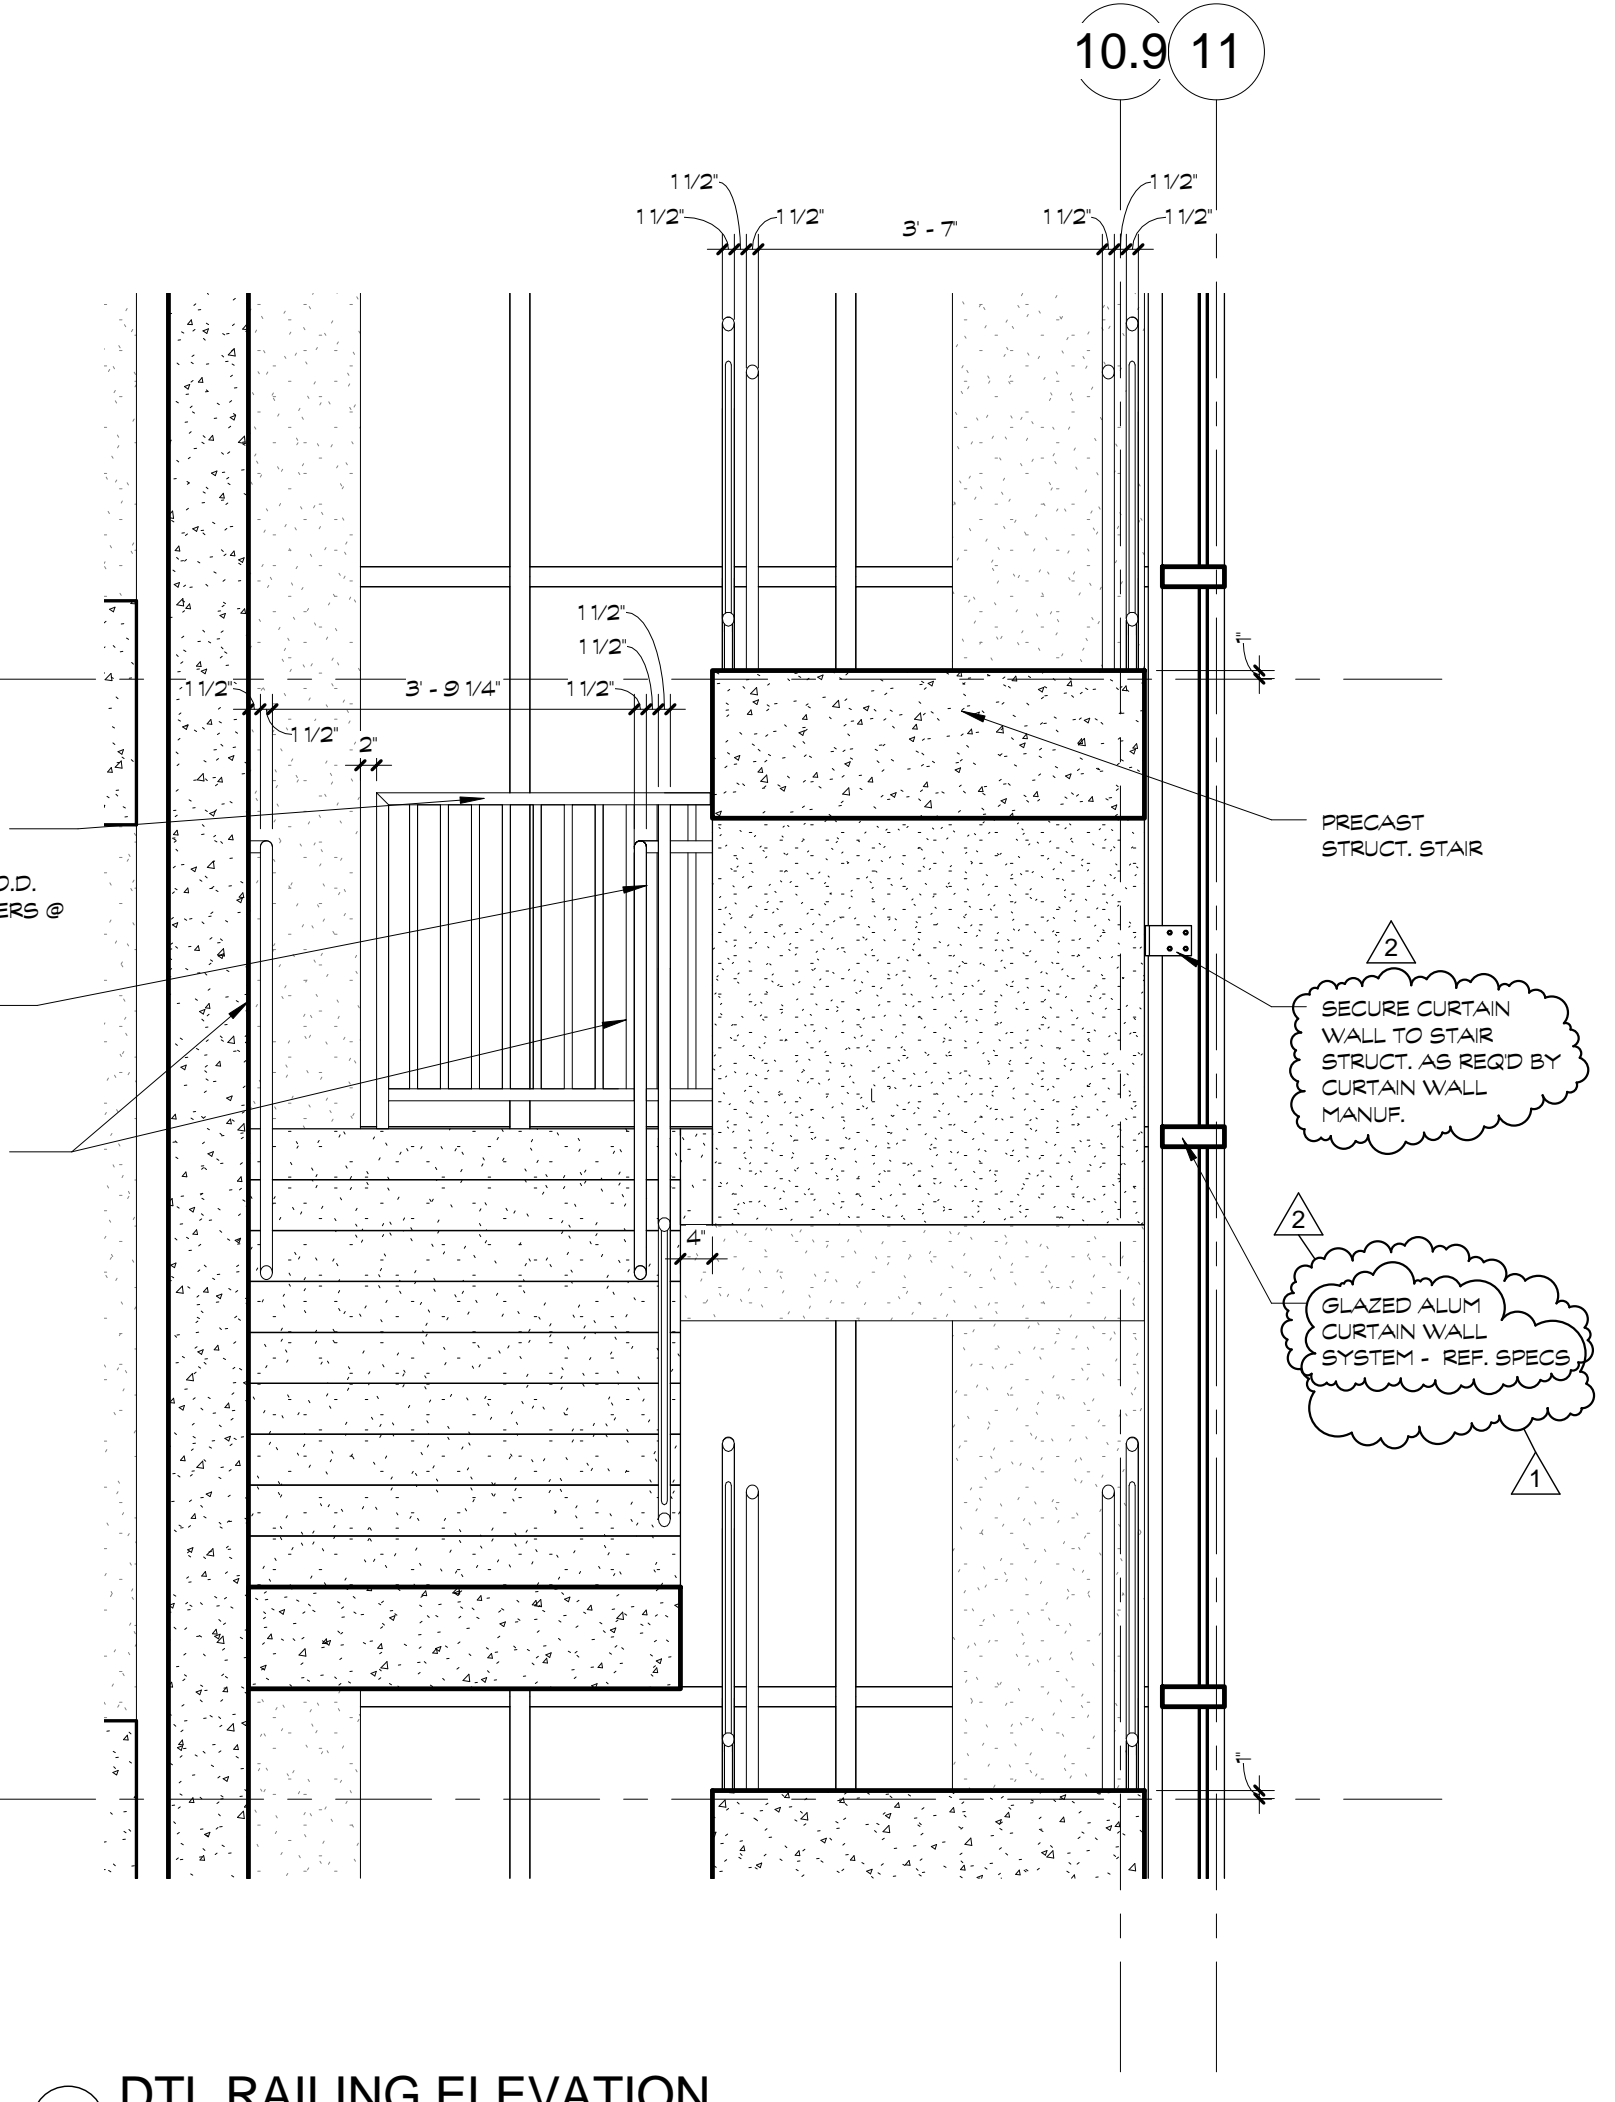 10.9 11
1 1/2" 1 1/2"
1 1/2" 1 1/2" 3' - 7" 1 1/2" 1 1/2"
1 1/2"
1 1/2"
1 1/2" 3' - 9 1/4" 1 1/2"
1 1/2" 2"
1"
PRECAST
STRUCT. STAIR
O.D.
ERS @
2
SECURE CURTAIN
WALL TO STAIR
STRUCT. AS REQ'D BY
CURTAIN WALL
MANUF.
2
4"
GLAZED ALUM
CURTAIN WALL
SYSTEM - REF. SPECS
1
1"
DTL RAILING ELEVATION